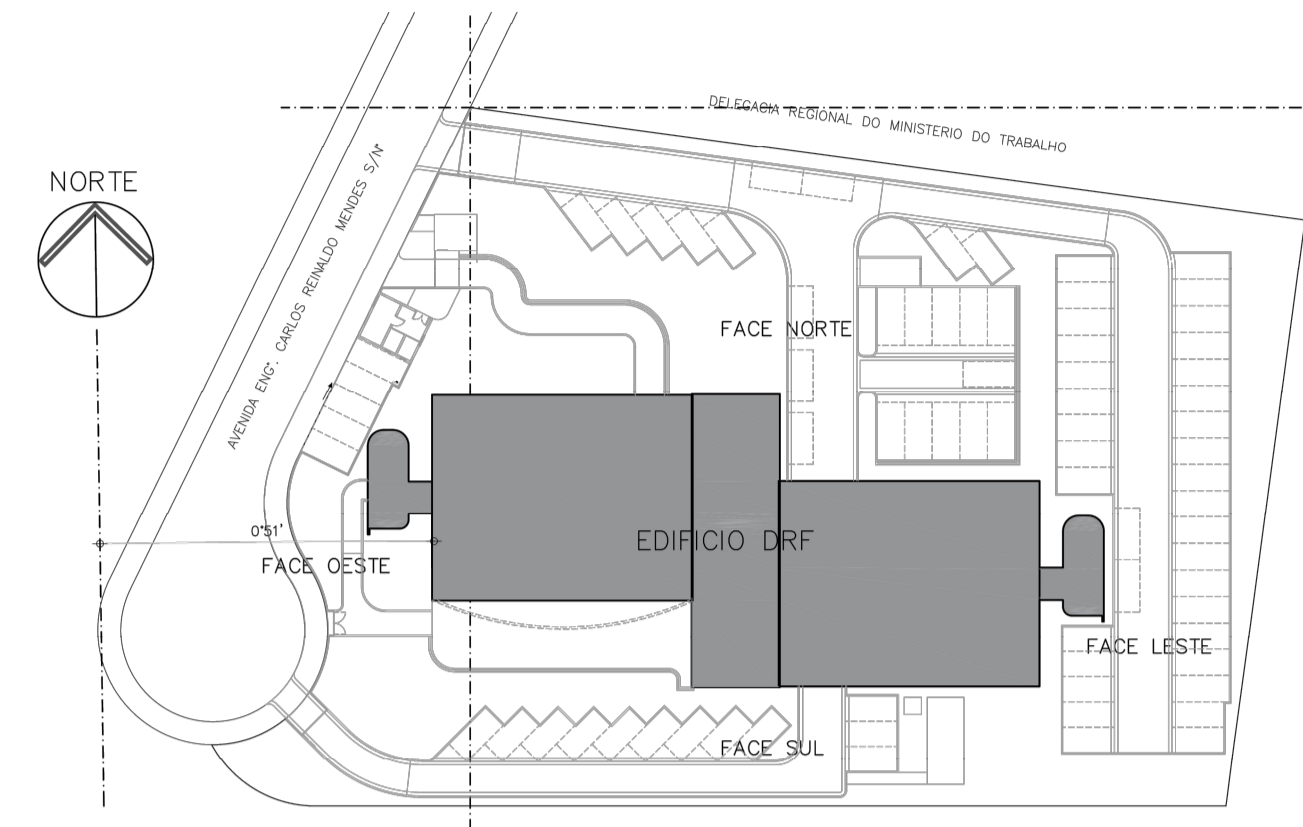 DELEGACIA REGIONAL DO MINISTERIO DO TRABALHO
NORTE
AVENIDA ENGº. CARLOS REINALDO MENDES S/Nº
FACE NORTE
0°51'
EDIFICIO DRF
FACE OESTE
FACE LESTE
FACE SUL